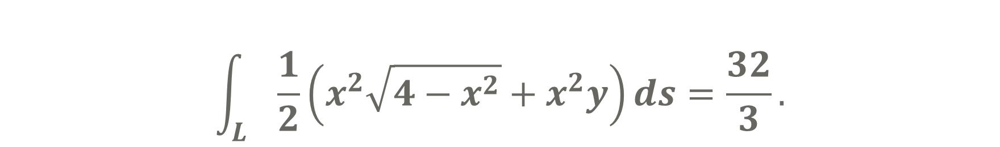 ∫_L 1/2 (x²√(4 − x²) + x²y) ds = 32/3.